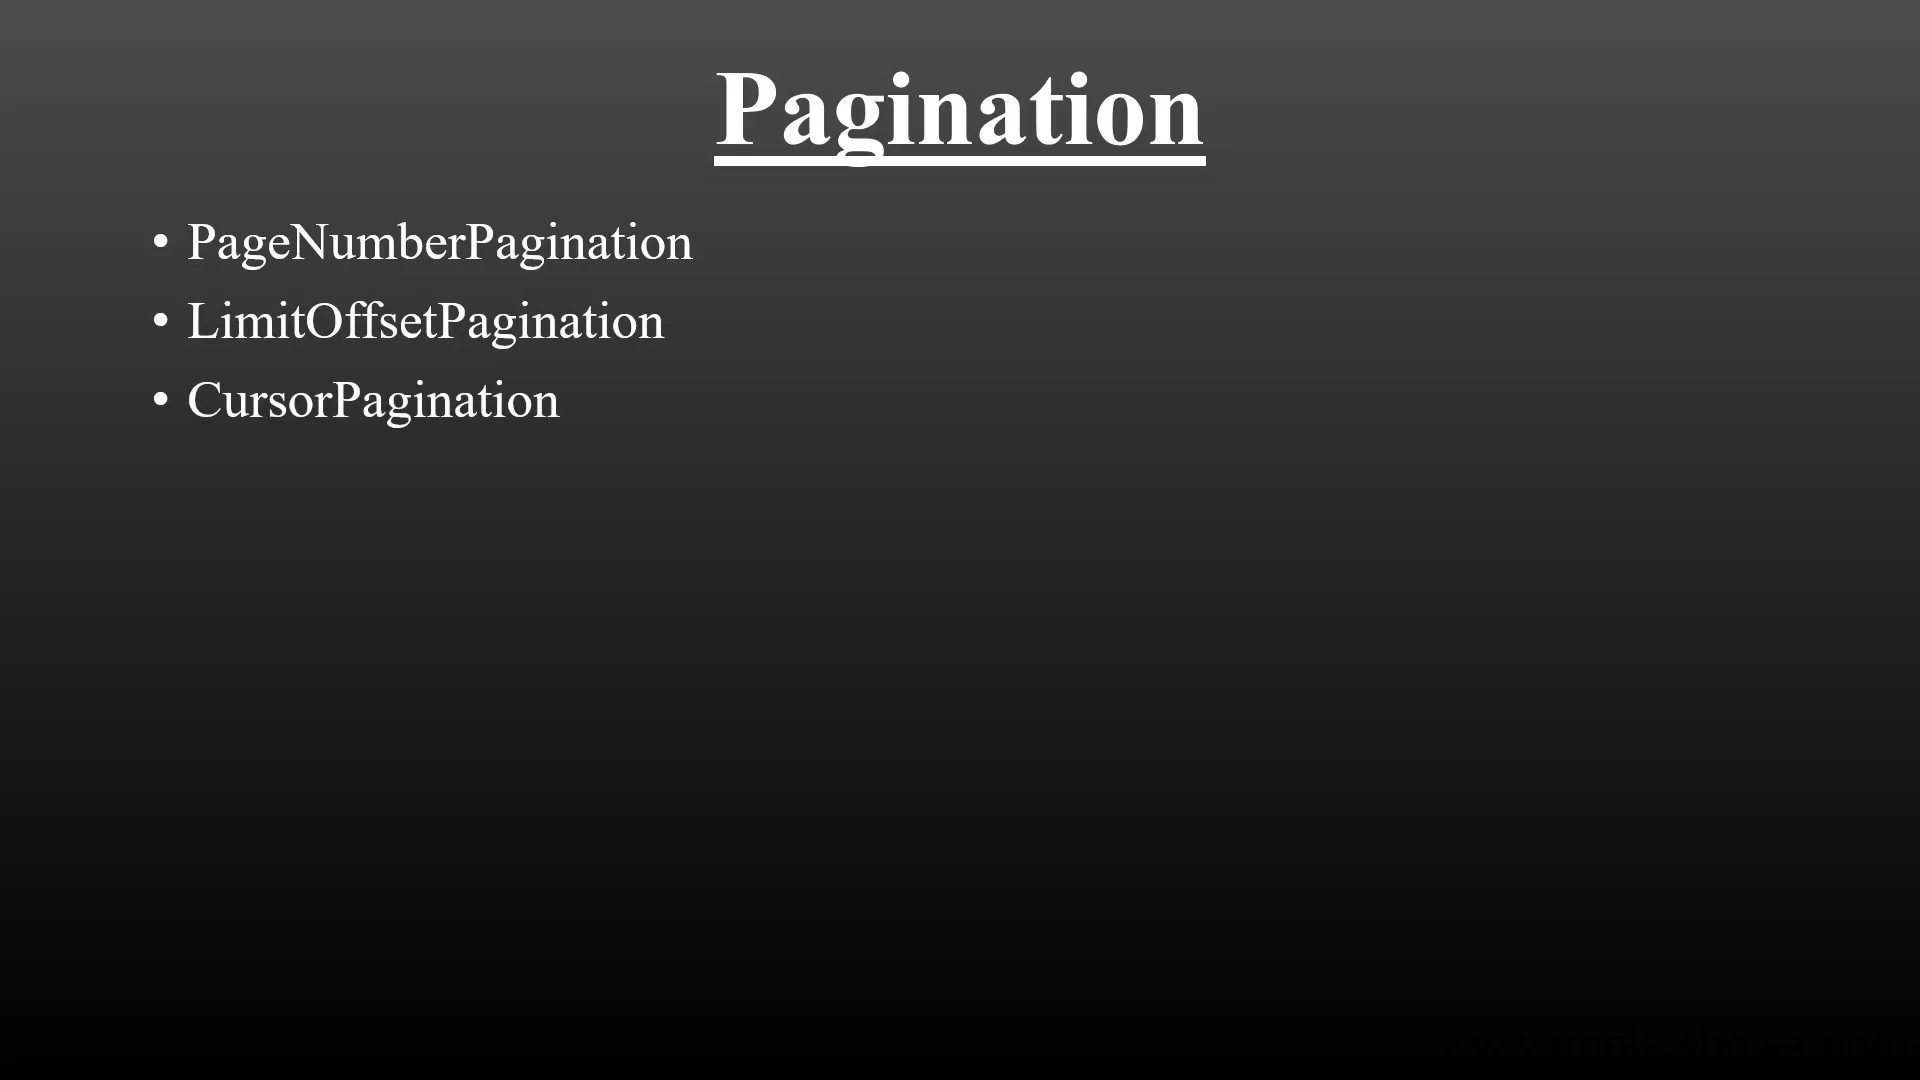 Pagination
• PageNumberPagination
• LimitOffsetPagination
• CursorPagination